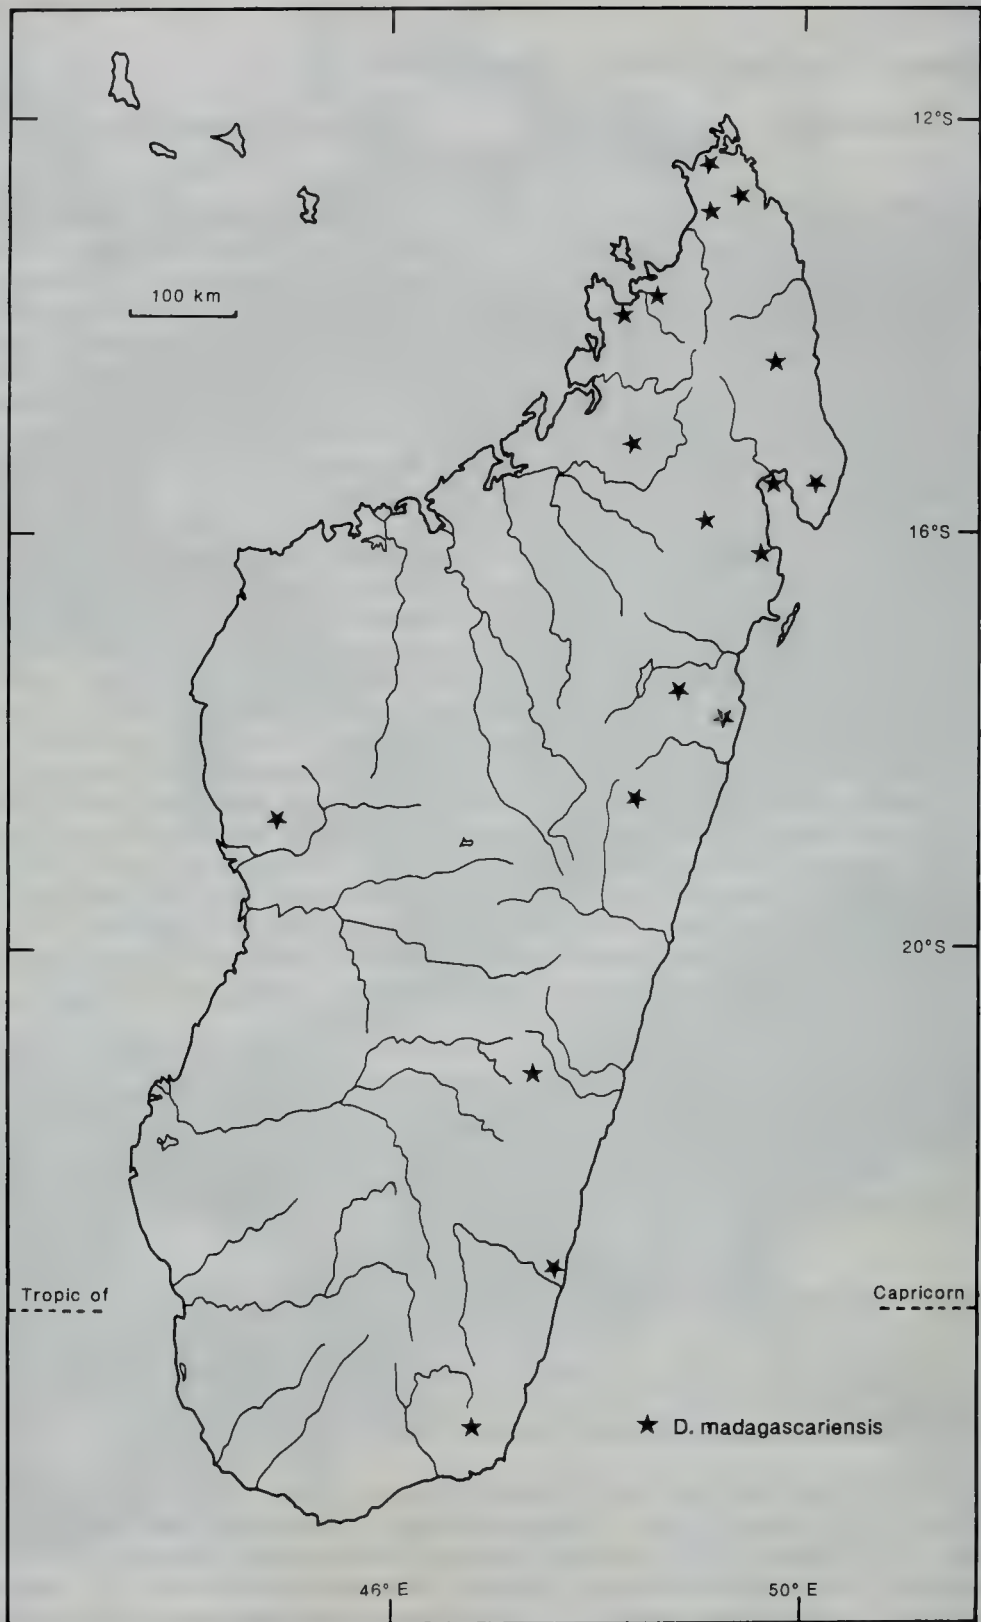 12°S
100 km
16°S
20°S
Tropic of
Capricorn
D. madagascariensis
46° E
50° E